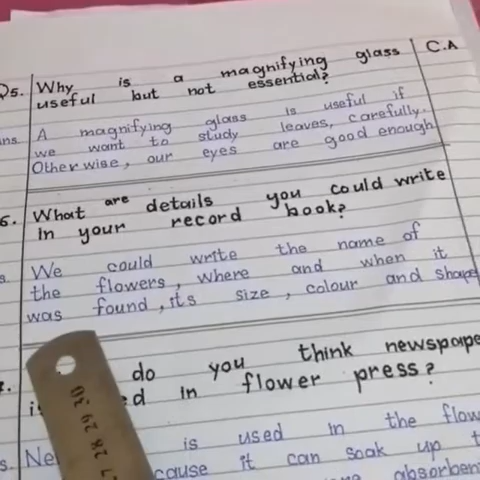 Q5. Why is a magnifying glass C.A
useful but not essential?
ans. A magnifying glass is useful if
we want to study leaves, carefully.
Otherwise, our eyes are good enough
6. What are details you could write
in your record book?
s. We could write the name of
the flowers, where and when it
was found, its size, colour and shape
do you think newspape
in flower press?
is used in the flow
cause it can soak up t
absorben
30 29 28